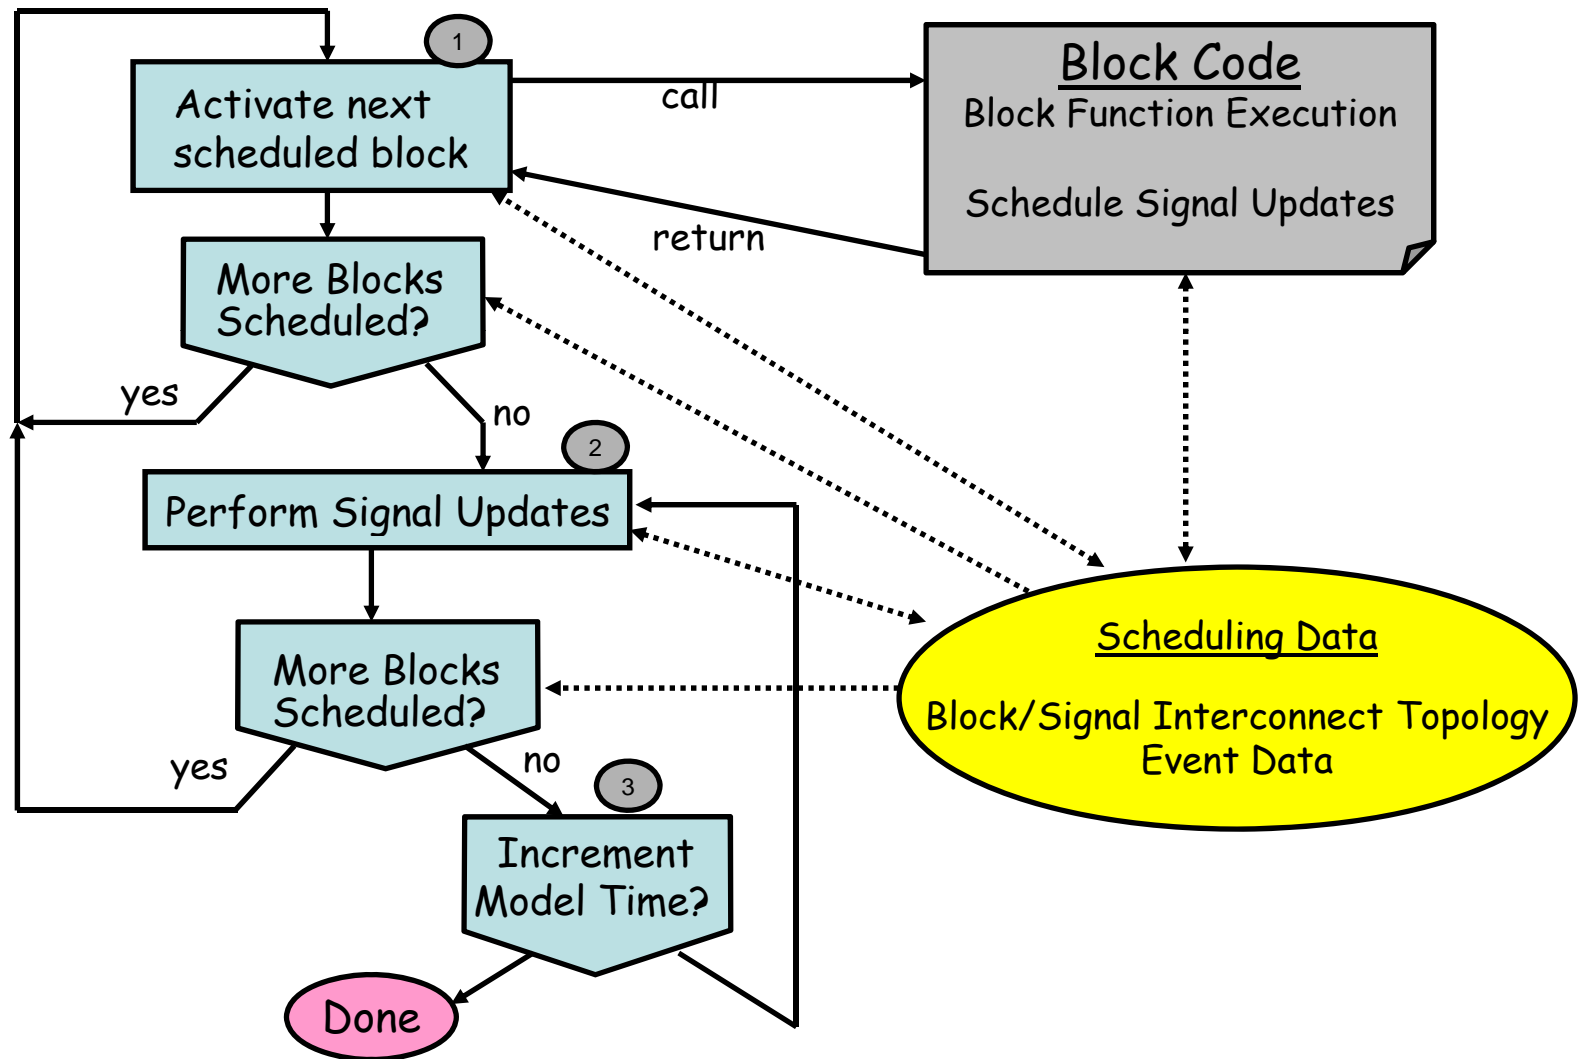 1
Activate next
scheduled block
call
Block Code
Block Function Execution
Schedule Signal Updates
return
More Blocks
Scheduled?
yes
no
2
Perform Signal Updates
Scheduling Data
Block/Signal Interconnect Topology
Event Data
More Blocks
Scheduled?
yes
no
3
Increment
Model Time?
Done